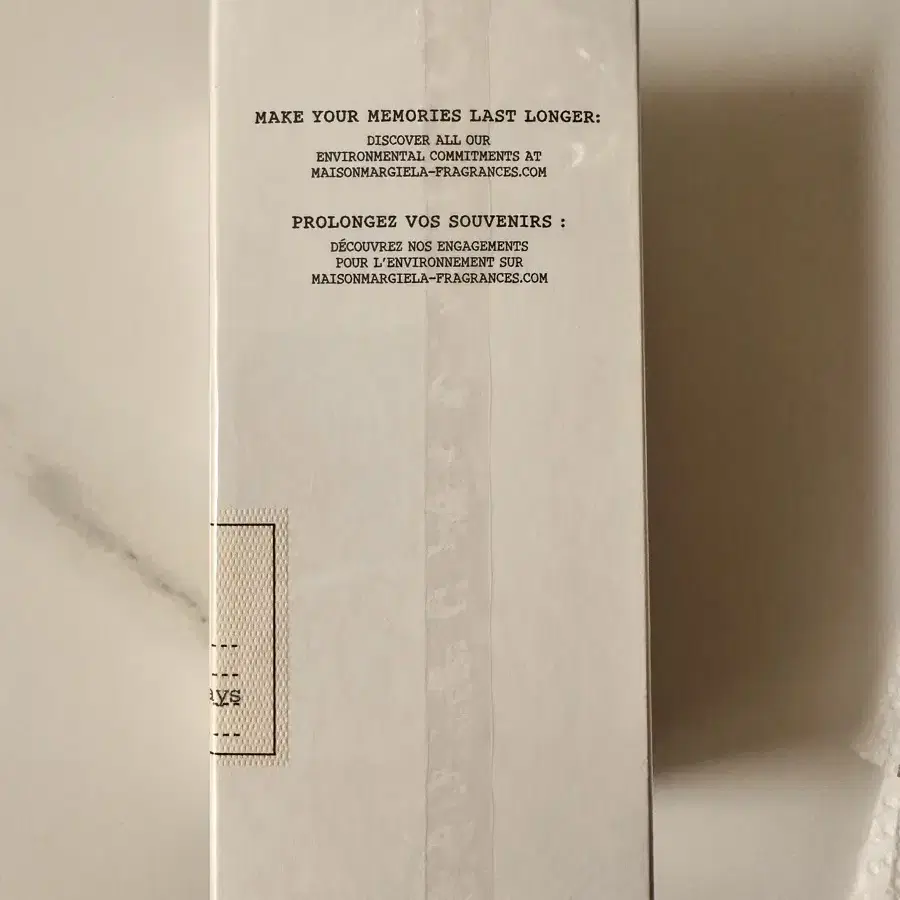 MAKE YOUR MEMORIES LAST LONGER:
DISCOVER ALL OUR
ENVIRONMENTAL COMMITMENTS AT
MAISONMARGIELA-FRAGRANCES.COM
PROLONGEZ VOS SOUVENIRS :
DÉCOUVREZ NOS ENGAGEMENTS
POUR L'ENVIRONNEMENT SUR
MAISONMARGIELA-FRAGRANCES.COM